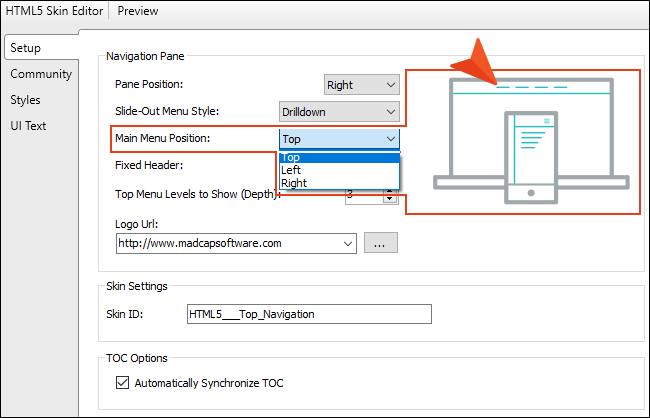 HTML5 Skin Editor Preview
Setup
Community
Styles
UI Text
Navigation Pane
Pane Position: Right
Slide-Out Menu Style: Drilldown
Main Menu Position: Top
Top
Left
Right
Fixed Header:
Top Menu Levels to Show (Depth): 3
Logo Url:
http://www.madcapsoftware.com ...
Skin Settings
Skin ID: HTML5___Top_Navigation
TOC Options
Automatically Synchronize TOC